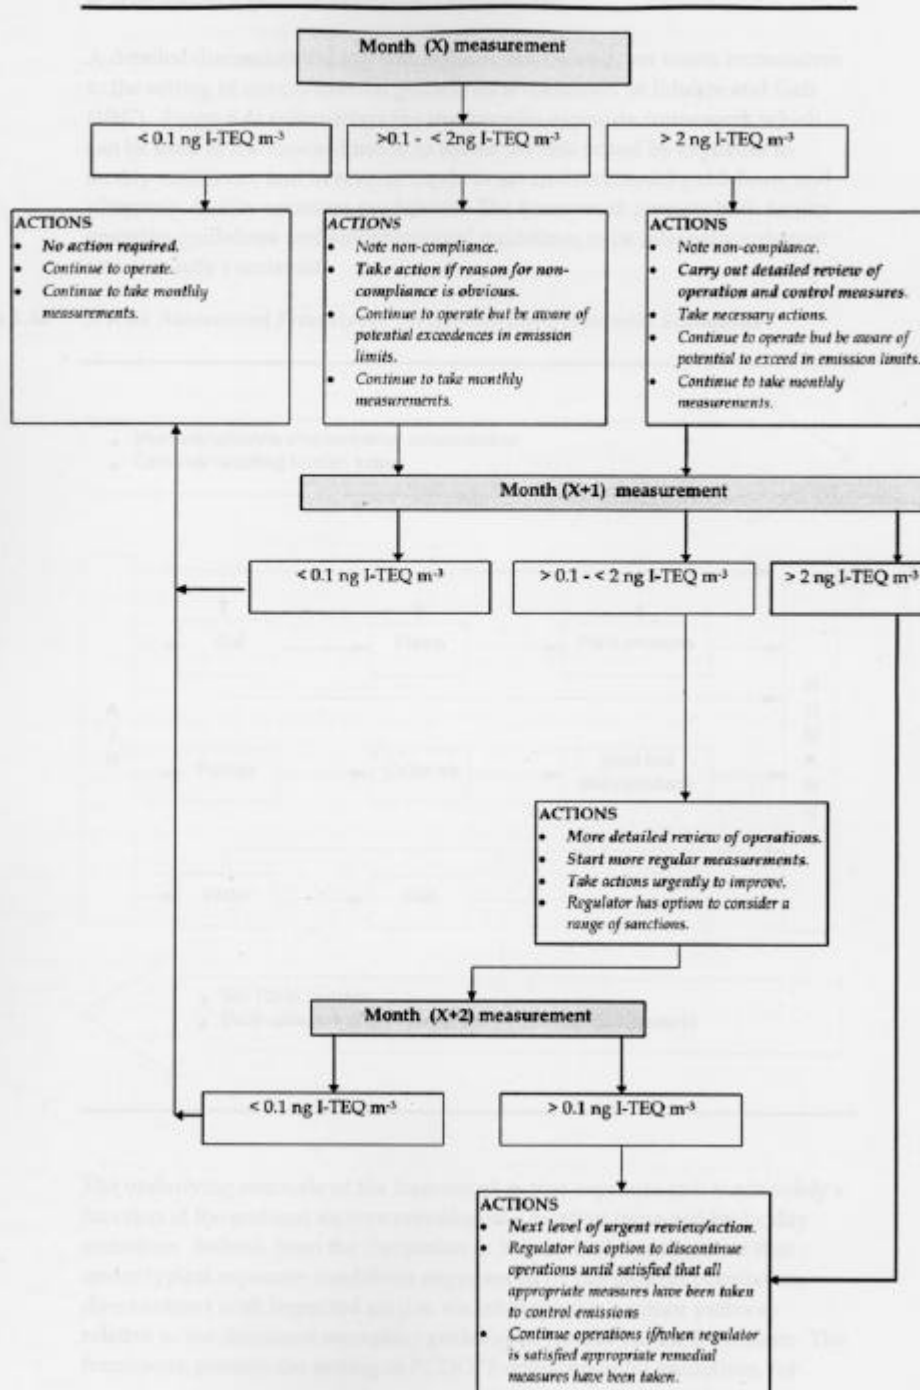 Month (X) measurement
< 0.1 ng I-TEQ m-3
>0.1 - < 2ng I-TEQ m-3
> 2 ng I-TEQ m-3
ACTIONS
• No action required.
• Continue to operate.
• Continue to take monthly
measurements.
ACTIONS
• Note non-compliance.
• Take action if reason for non-
compliance is obvious.
• Continue to operate but be aware of
potential exceedences in emission
limits.
• Continue to take monthly
measurements.
ACTIONS
• Note non-compliance.
• Carry out detailed review of
operation and control measures.
• Take necessary actions.
• Continue to operate but be aware of
potential to exceed in emission limits.
• Continue to take monthly
measurements.
Month (X+1) measurement
< 0.1 ng I-TEQ m-3
> 0.1 - < 2 ng I-TEQ m-3
> 2 ng I-TEQ m-3
ACTIONS
• More detailed review of operations.
• Start more regular measurements.
• Take actions urgently to improve.
• Regulator has option to consider a
range of sanctions.
Month (X+2) measurement
< 0.1 ng I-TEQ m-3
> 0.1 ng I-TEQ m-3
ACTIONS
• Next level of urgent review/action.
• Regulator has option to discontinue
operations until satisfied that all
appropriate measures have been taken
to control emissions
• Continue operations if/when regulator
is satisfied appropriate remedial
measures have been taken.